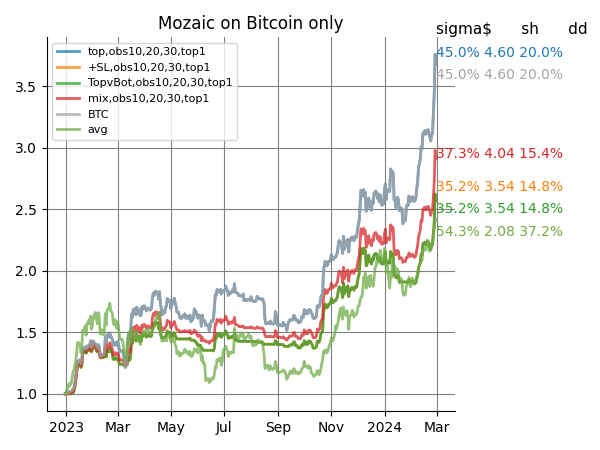 Mozaic on Bitcoin only
sigma$ sh dd
top,obs10,20,30,top1
+SL,obs10,20,30,top1
TopvBot,obs10,20,30,top1
mix,obs10,20,30,top1
BTC
avg
45.0% 4.60 20.0%
45.0% 4.60 20.0%
37.3% 4.04 15.4%
35.2% 3.54 14.8%
35.2% 3.54 14.8%
54.3% 2.08 37.2%
3.5
3.0
2.5
2.0
1.5
1.0
2023 Mar May Jul Sep Nov 2024 Mar